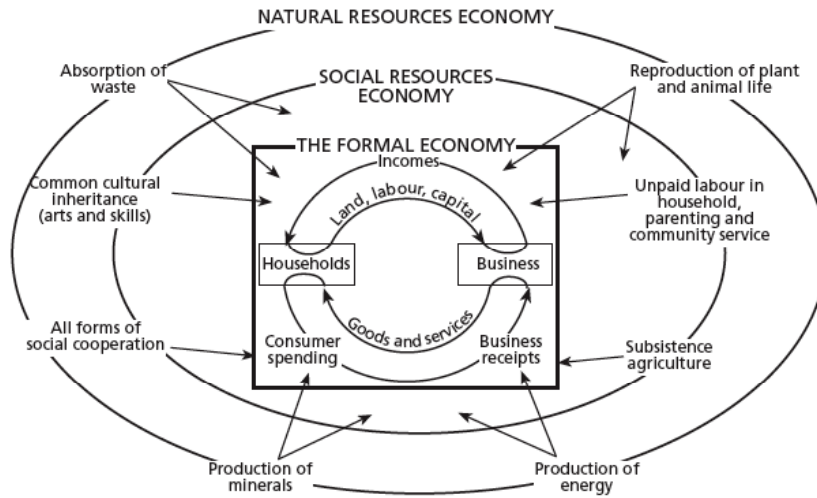 NATURAL RESOURCES ECONOMY
Absorption of
waste
SOCIAL RESOURCES
ECONOMY
Reproduction of plant
and animal life
THE FORMAL ECONOMY
Incomes
Land, labour, capital
Common cultural
inheritance
(arts and skills)
Unpaid labour in
household,
parenting and
community service
Households
Business
Goods and services
All forms of
social cooperation
Consumer
spending
Business
receipts
Subsistence
agriculture
Production of
minerals
Production of
energy